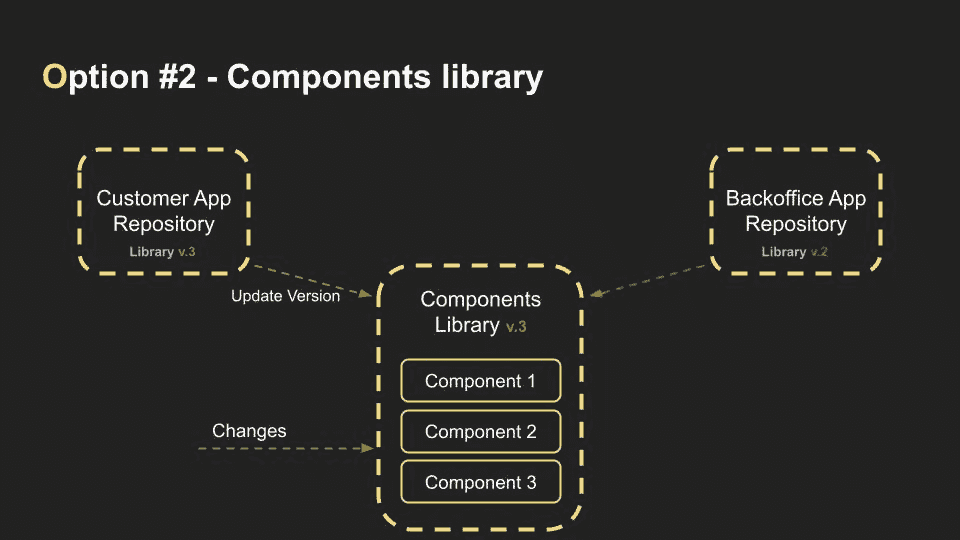 Option #2 - Components library
Customer App
Repository
Library v.3
Backoffice App
Repository
Library v.2
Update Version
Components
Library v.3
Component 1
Changes
Component 2
Component 3